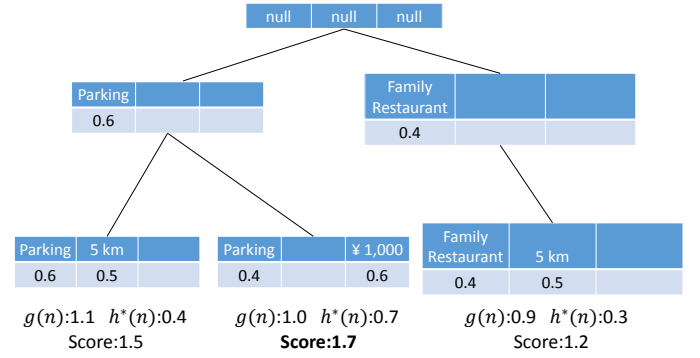 null null null
Parking
0.6
Family
Restaurant
0.4
Parking 5 km
0.6 0.5
g(n):1.1 h*(n):0.4
Score:1.5
Parking ¥ 1,000
0.4 0.6
g(n):1.0 h*(n):0.7
Score:1.7
Family
Restaurant 5 km
0.4 0.5
g(n):0.9 h*(n):0.3
Score:1.2